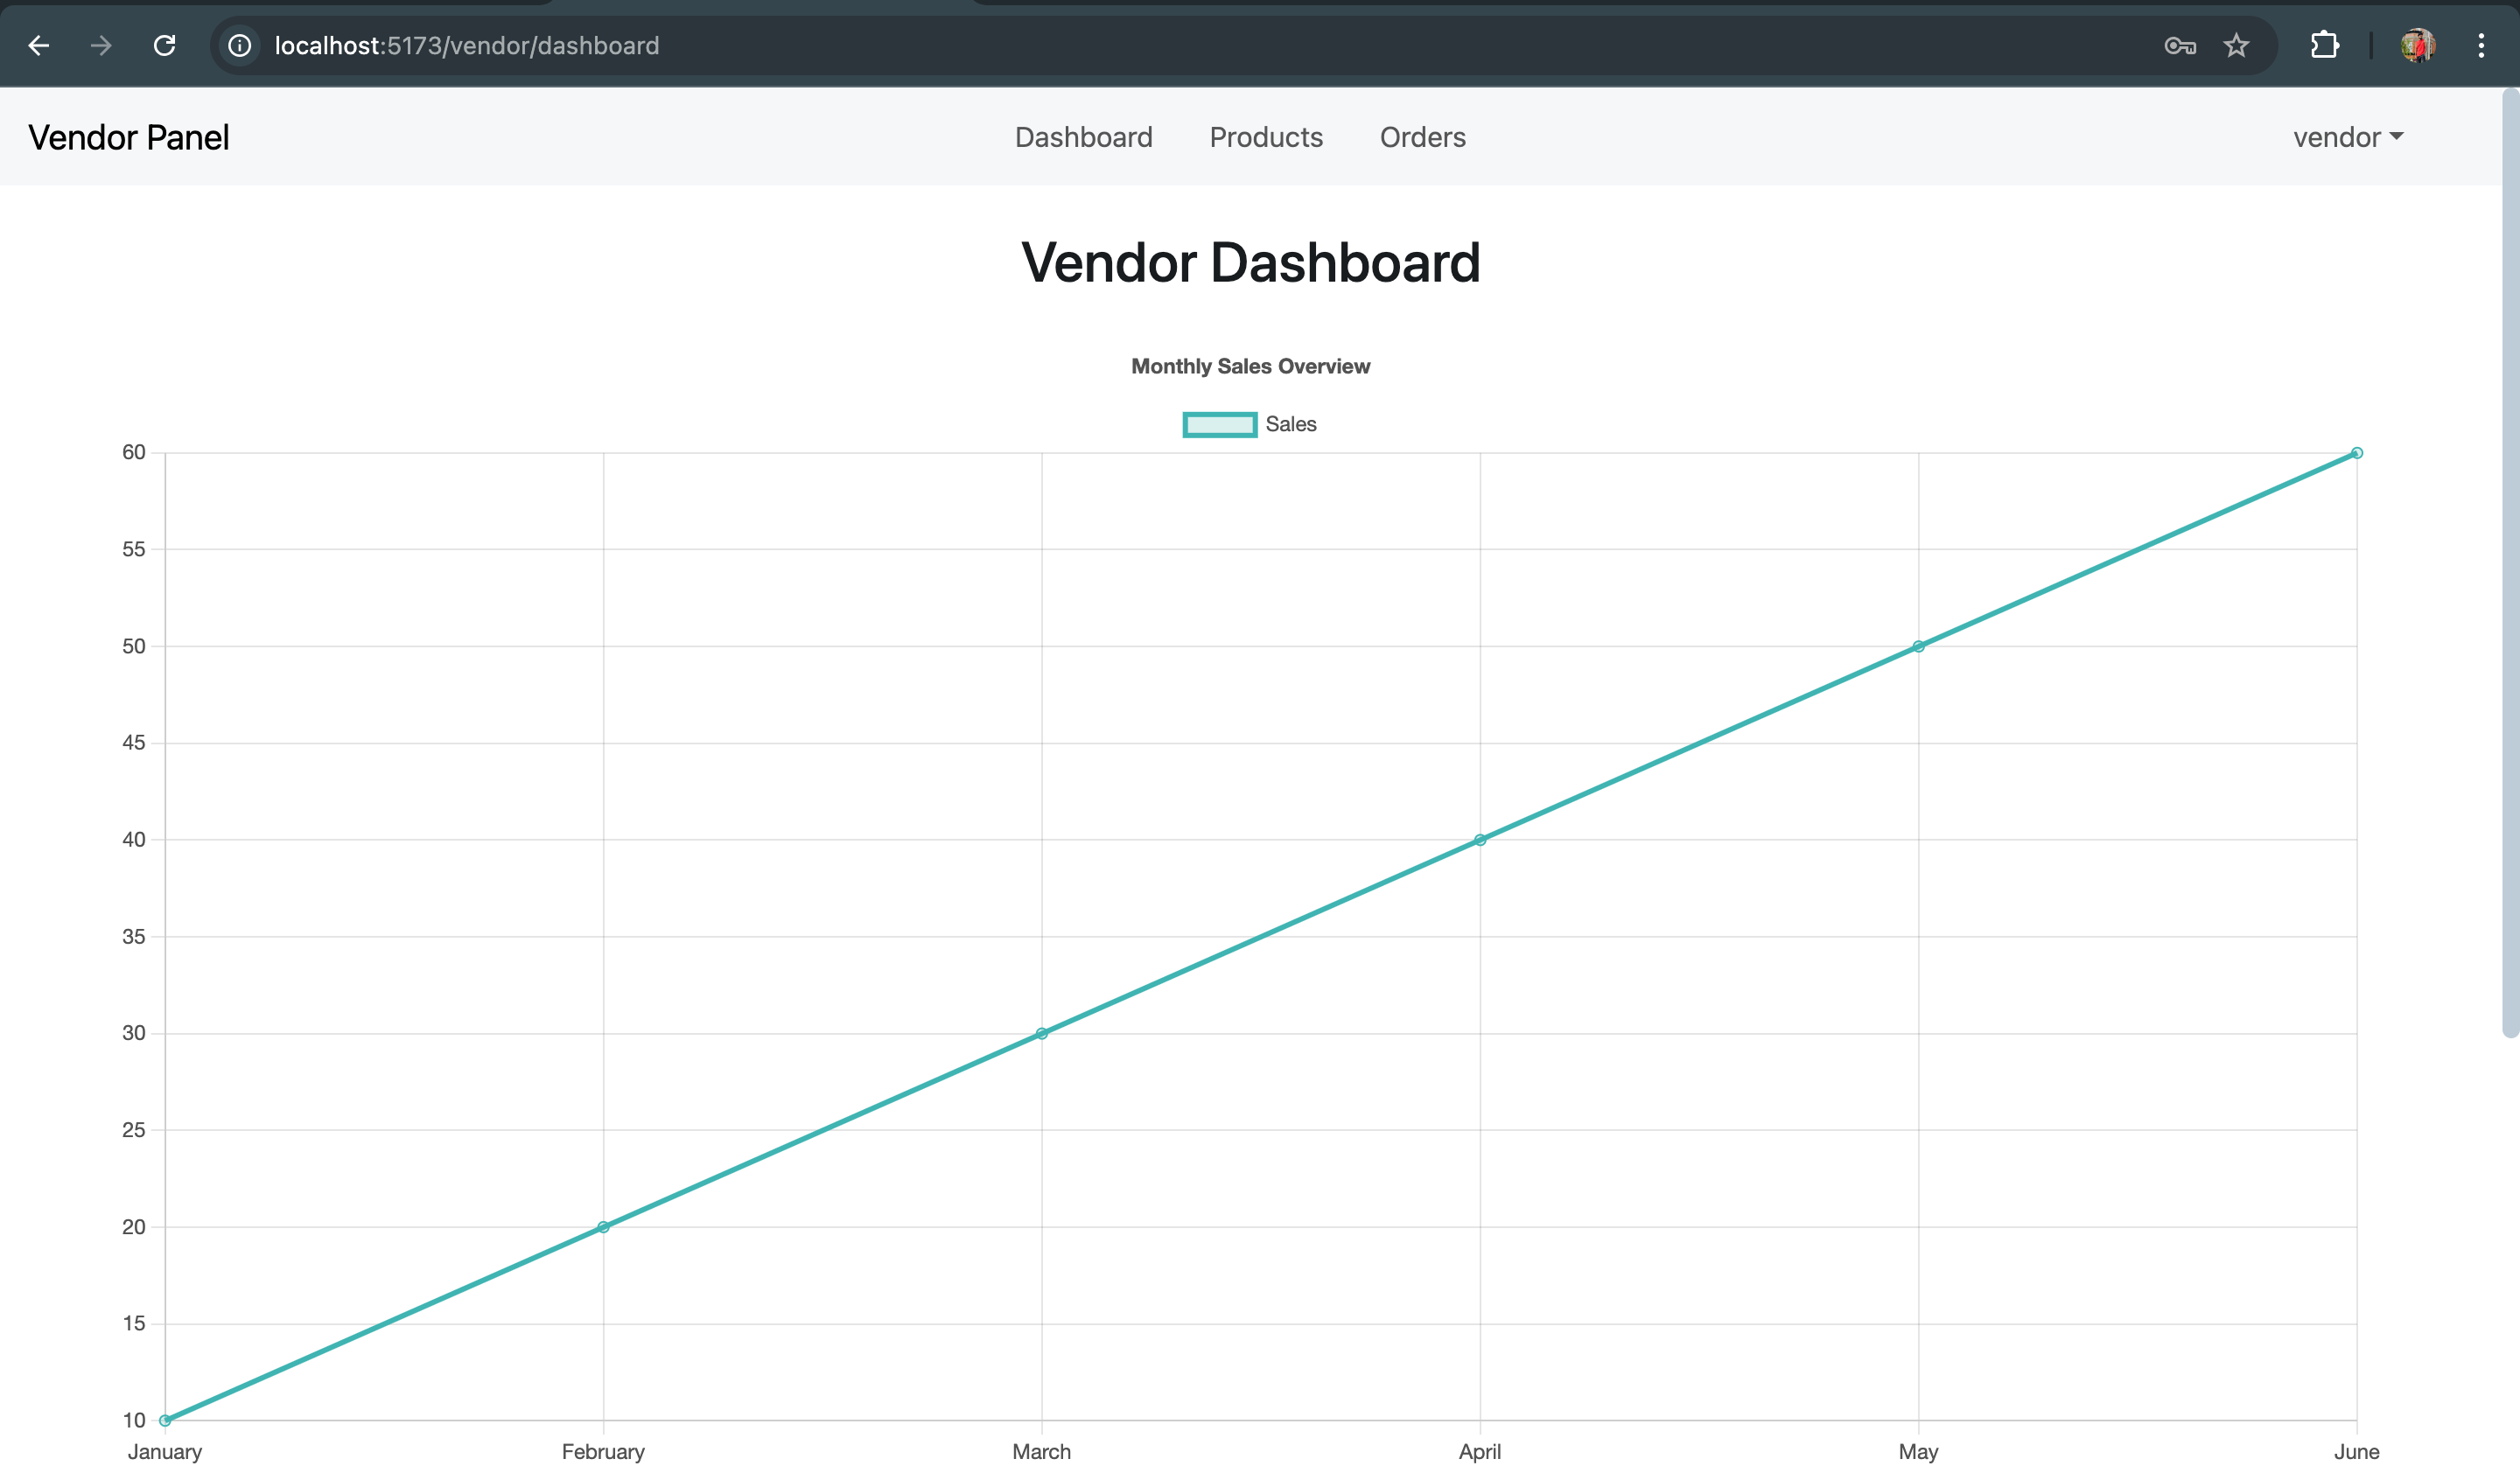 localhost:5173/vendor/dashboard
Vendor Panel Dashboard Products Orders vendor
Vendor Dashboard
Monthly Sales Overview
Sales
60
55
50
45
40
35
30
25
20
15
10
January February March April May June